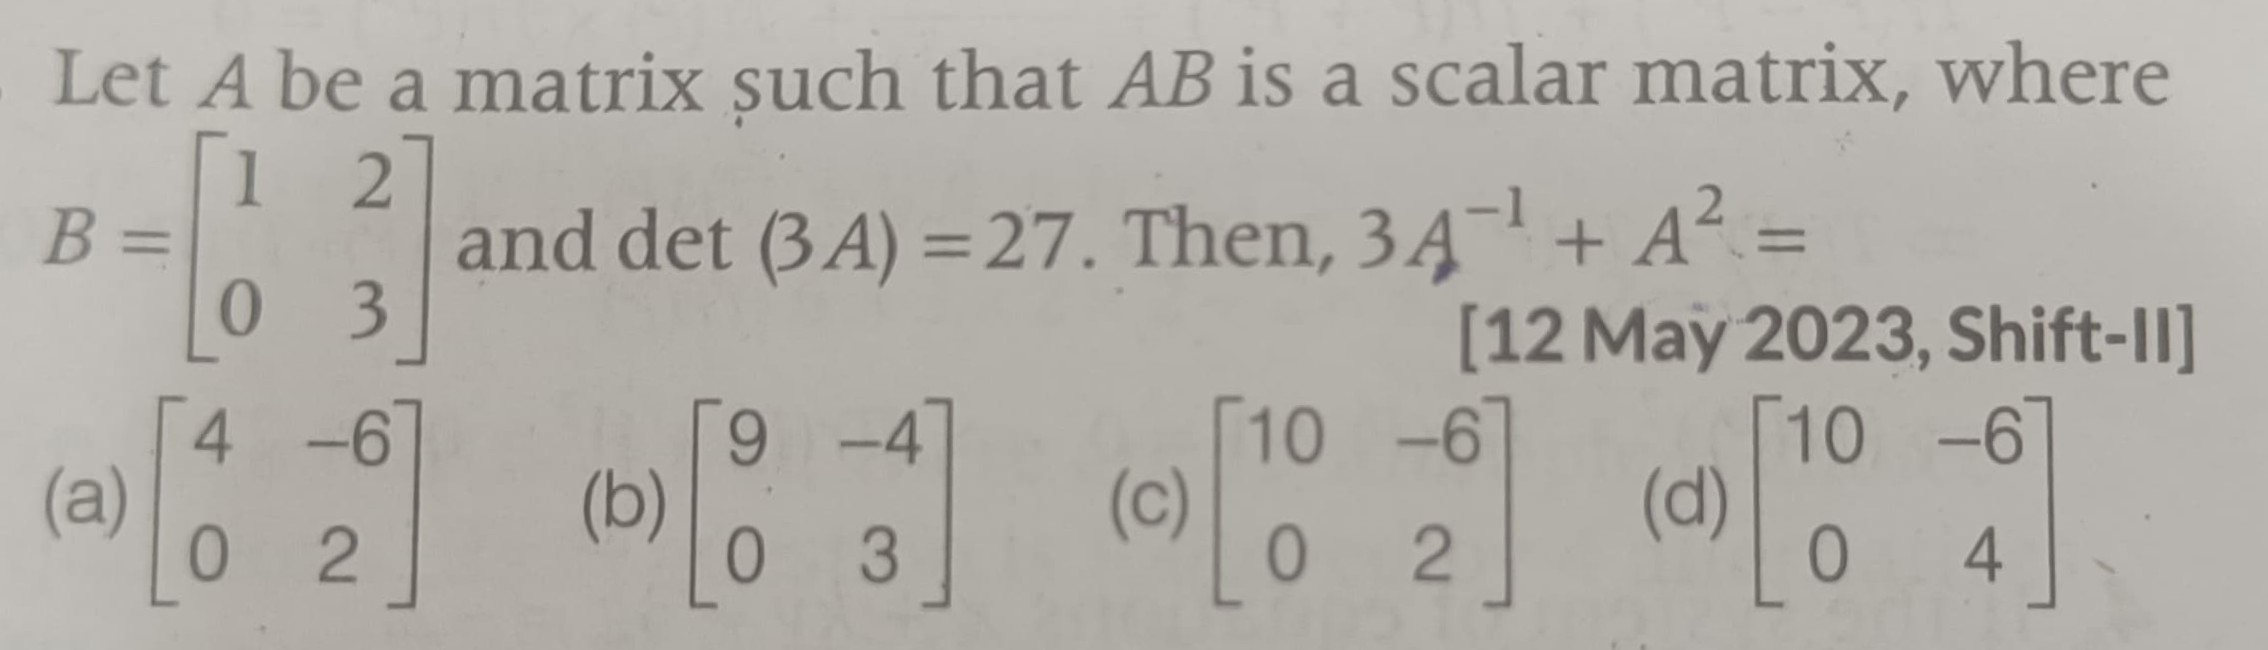 Let A be a matrix such that AB is a scalar matrix, where
B = [1 2
0 3] and det (3A) = 27. Then, 3A⁻¹ + A² =
[12 May 2023, Shift-II]
(a) [4 −6
0 2] (b) [9 −4
0 3] (c) [10 −6
0 2] (d) [10 −6
0 4]